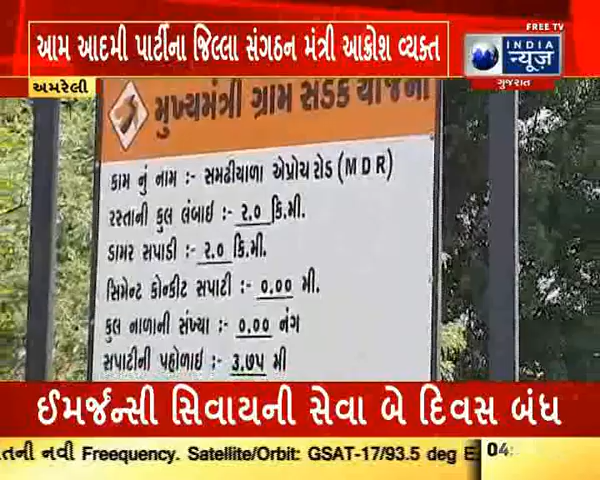 FREE TV
આમ આદમી પાર્ટીના જિલ્લા સંગઠન મંત્રી આક્રોશ વ્યક્ત
INDIA
ન્યૂઝ
ગુજરાત
અમરેલી
મુખ્યમંત્રી ગ્રામ સડક યોજના
કામ નું નામ :- સમઢીયાળા એપ્રોચ રોડ (MDR)
રસ્તાની કુલ લંબાઇ :- ૨.૦ કિ.મી.
ડામર સપાટી :- ૨.૦ કિ.મી.
સિમેન્ટ કોન્ક્રીટ સપાટી :- ૦.૦૦ મી.
કુલ નાળાની સંખ્યા :- ૦.૦૦ નંગ
સપાટીની પહોળાઇ :- ૩.૭૫ મી
ઈમર્જન્સી સિવાયની સેવા બે દિવસ બંધ
તની નવી Freequency. Satellite/Orbit: GSAT-17/93.5 deg E
04: